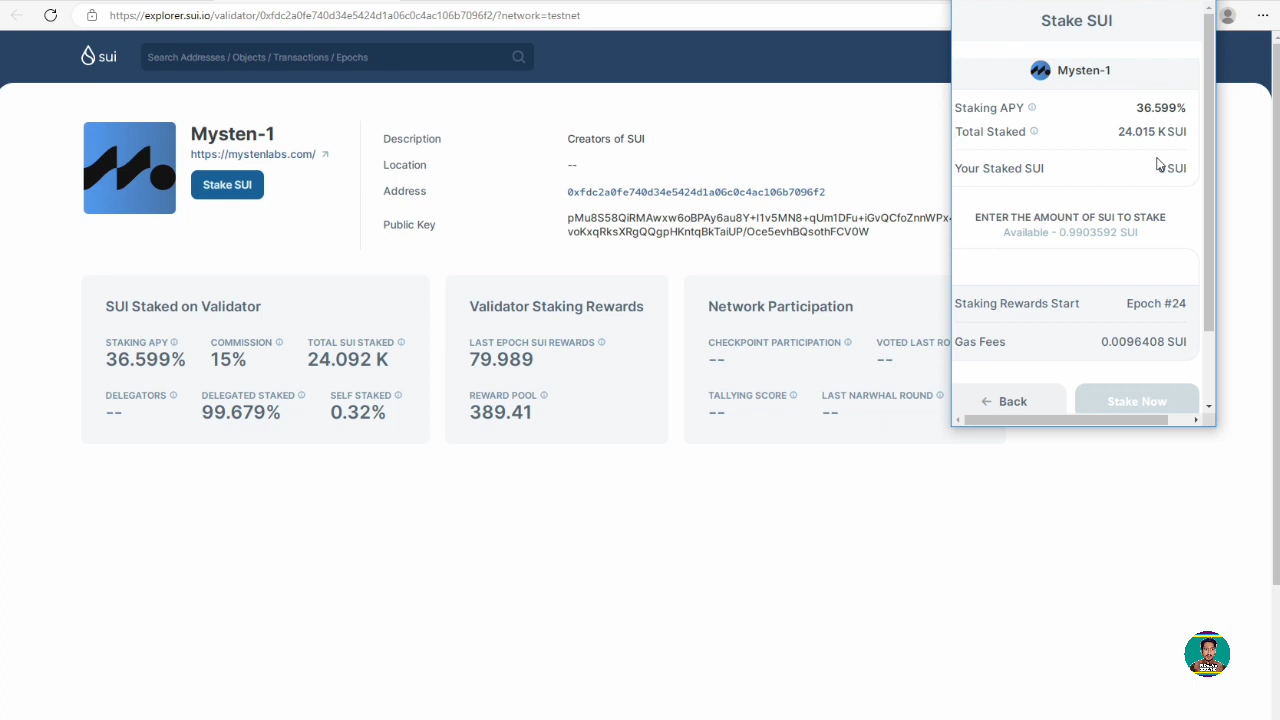 https://explorer.sui.io/validator/0xfdc2a0fe740d34e5424d1a06c0c4ac106b7096f2/?network=testnet
sui
Search Addresses / Objects / Transactions / Epochs
Mysten-1
https://mystenlabs.com/
Stake SUI
Description
Creators of SUI
Location
--
Address
0xfdc2a0fe740d34e5424d1a06c0c4ac106b7096f2
Public Key
pMu8S58QiRMAwxw6oBPAy6au8Y+I1v5MN8+qUm1DFu+iGvQCfoZnnWPx4
voKxqRksXRgQQgpHKntqBkTaiUP/Oce5evhBQsothFCV0W
SUI Staked on Validator
STAKING APY
COMMISSION
TOTAL SUI STAKED
36.599%
15%
24.092 K
DELEGATORS
DELEGATED STAKED
SELF STAKED
--
99.679%
0.32%
Validator Staking Rewards
LAST EPOCH SUI REWARDS
79.989
REWARD POOL
389.41
Network Participation
CHECKPOINT PARTICIPATION
VOTED LAST RO
--
--
TALLYING SCORE
LAST NARWHAL ROUND
--
--
Stake SUI
Mysten-1
Staking APY
36.599%
Total Staked
24.015 K SUI
Your Staked SUI
SUI
ENTER THE AMOUNT OF SUI TO STAKE
Available - 0.9903592 SUI
Staking Rewards Start
Epoch #24
Gas Fees
0.0096408 SUI
Back
Stake Now